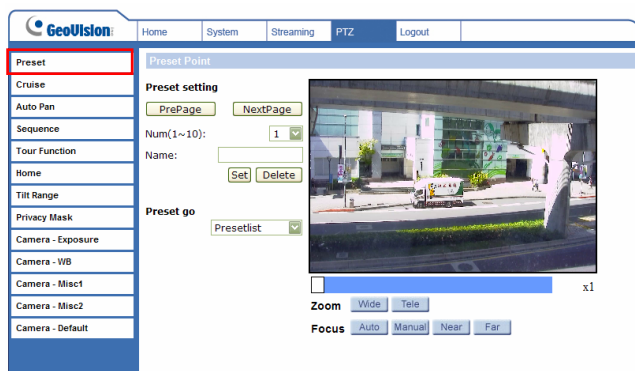 GeoVision:
Home
System
Streaming
PTZ
Logout
Preset
Cruise
Auto Pan
Sequence
Tour Function
Home
Tilt Range
Privacy Mask
Camera - Exposure
Camera - WB
Camera - Misc1
Camera - Misc2
Camera - Default
Preset Point
Preset setting
PrePage NextPage
Num(1~10): 1
Name:
Set Delete
Preset go
Presetlist
x1
Zoom Wide Tele
Focus Auto Manual Near Far